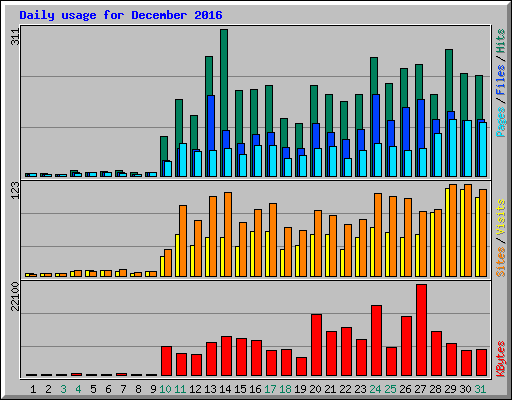 Daily usage for December 2016
311
Pages / Files / Hits
123
Sites / Visits
22100
KBytes
1 2 3 4 5 6 7 8 9 10 11 12 13 14 15 16 17 18 19 20 21 22 23 24 25 26 27 28 29 30 31